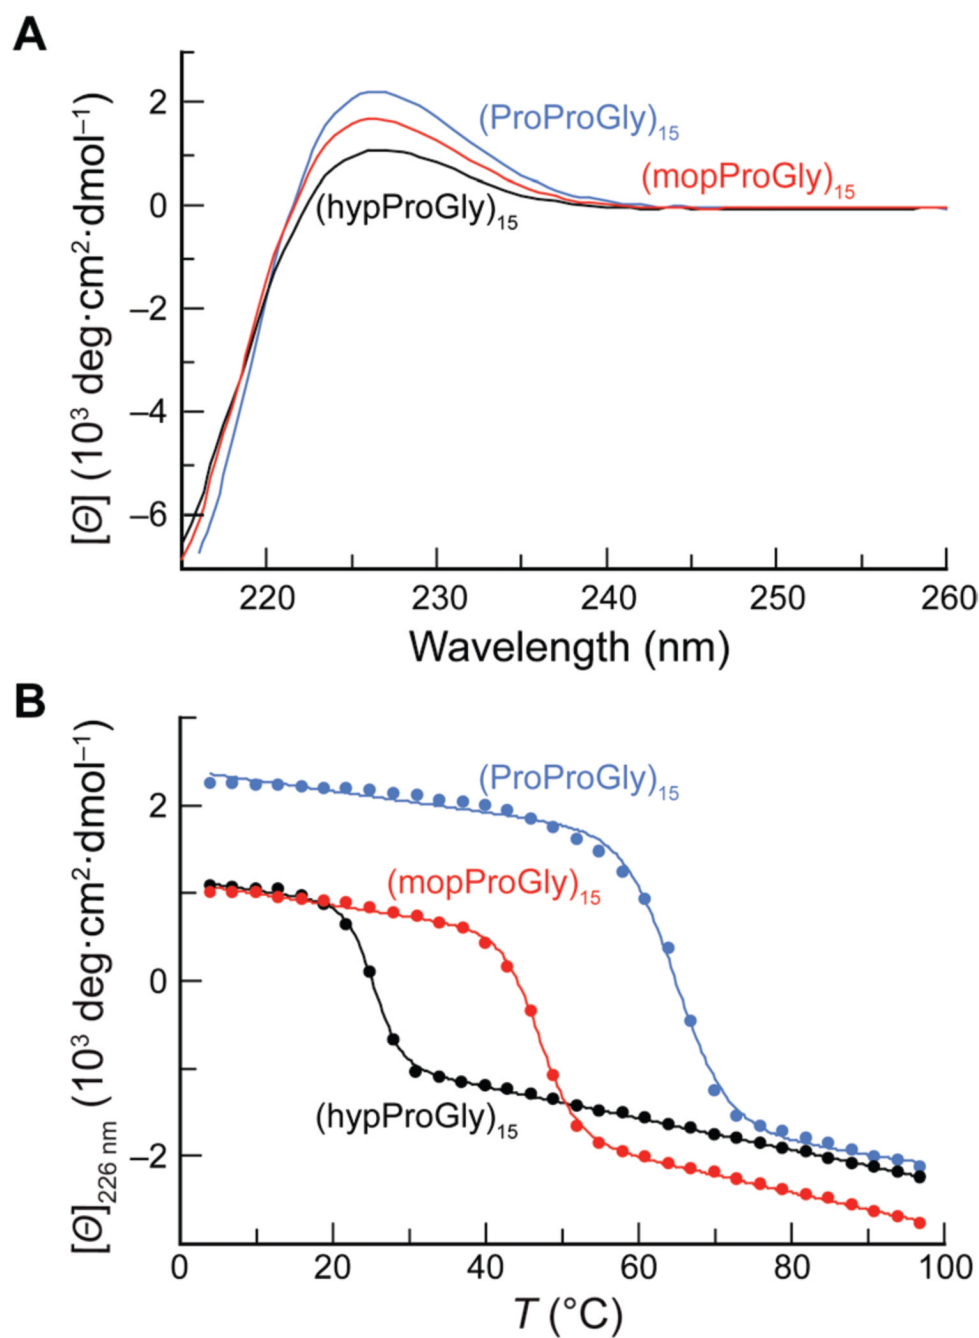 A
[Θ] (10³ deg·cm²·dmol⁻¹)
2
0
–2
–4
–6
(ProProGly)₁₅
(mopProGly)₁₅
(hypProGly)₁₅
220 230 240 250 260
Wavelength (nm)
B
[Θ]₂₂₆ ₙₘ (10³ deg·cm²·dmol⁻¹)
2
0
–2
(ProProGly)₁₅
(mopProGly)₁₅
(hypProGly)₁₅
0 20 40 60 80 100
T (°C)